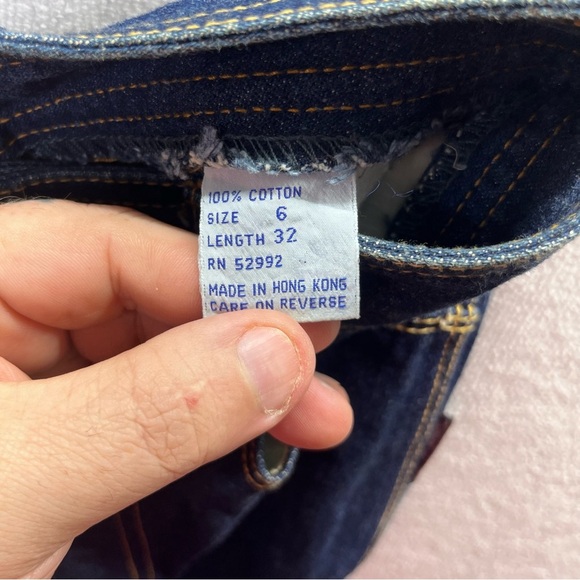 100% COTTON
SIZE 6
LENGTH 32
RN 52992
MADE IN HONG KONG
CARE ON REVERSE